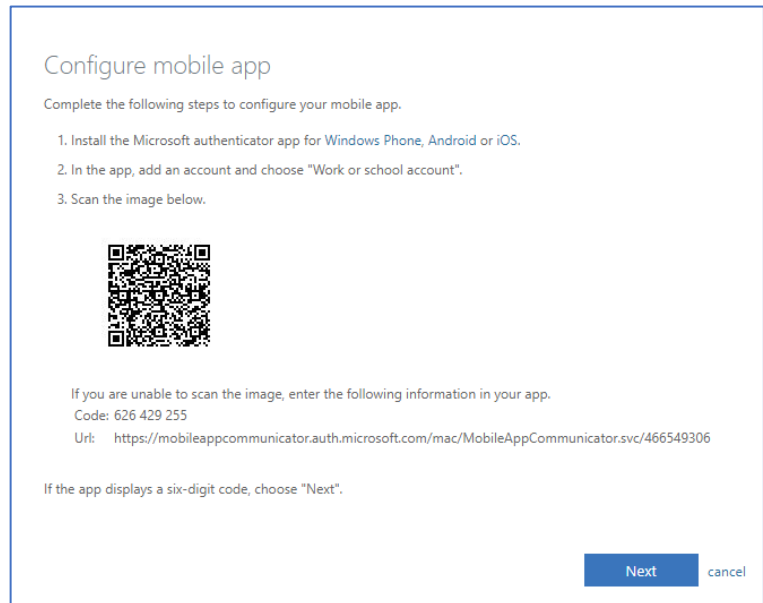 Configure mobile app
Complete the following steps to configure your mobile app.
1. Install the Microsoft authenticator app for Windows Phone, Android or iOS.
2. In the app, add an account and choose "Work or school account".
3. Scan the image below.
If you are unable to scan the image, enter the following information in your app.
Code: 626 429 255
Url: https://mobileappcommunicator.auth.microsoft.com/mac/MobileAppCommunicator.svc/466549306
If the app displays a six-digit code, choose "Next".
Next cancel